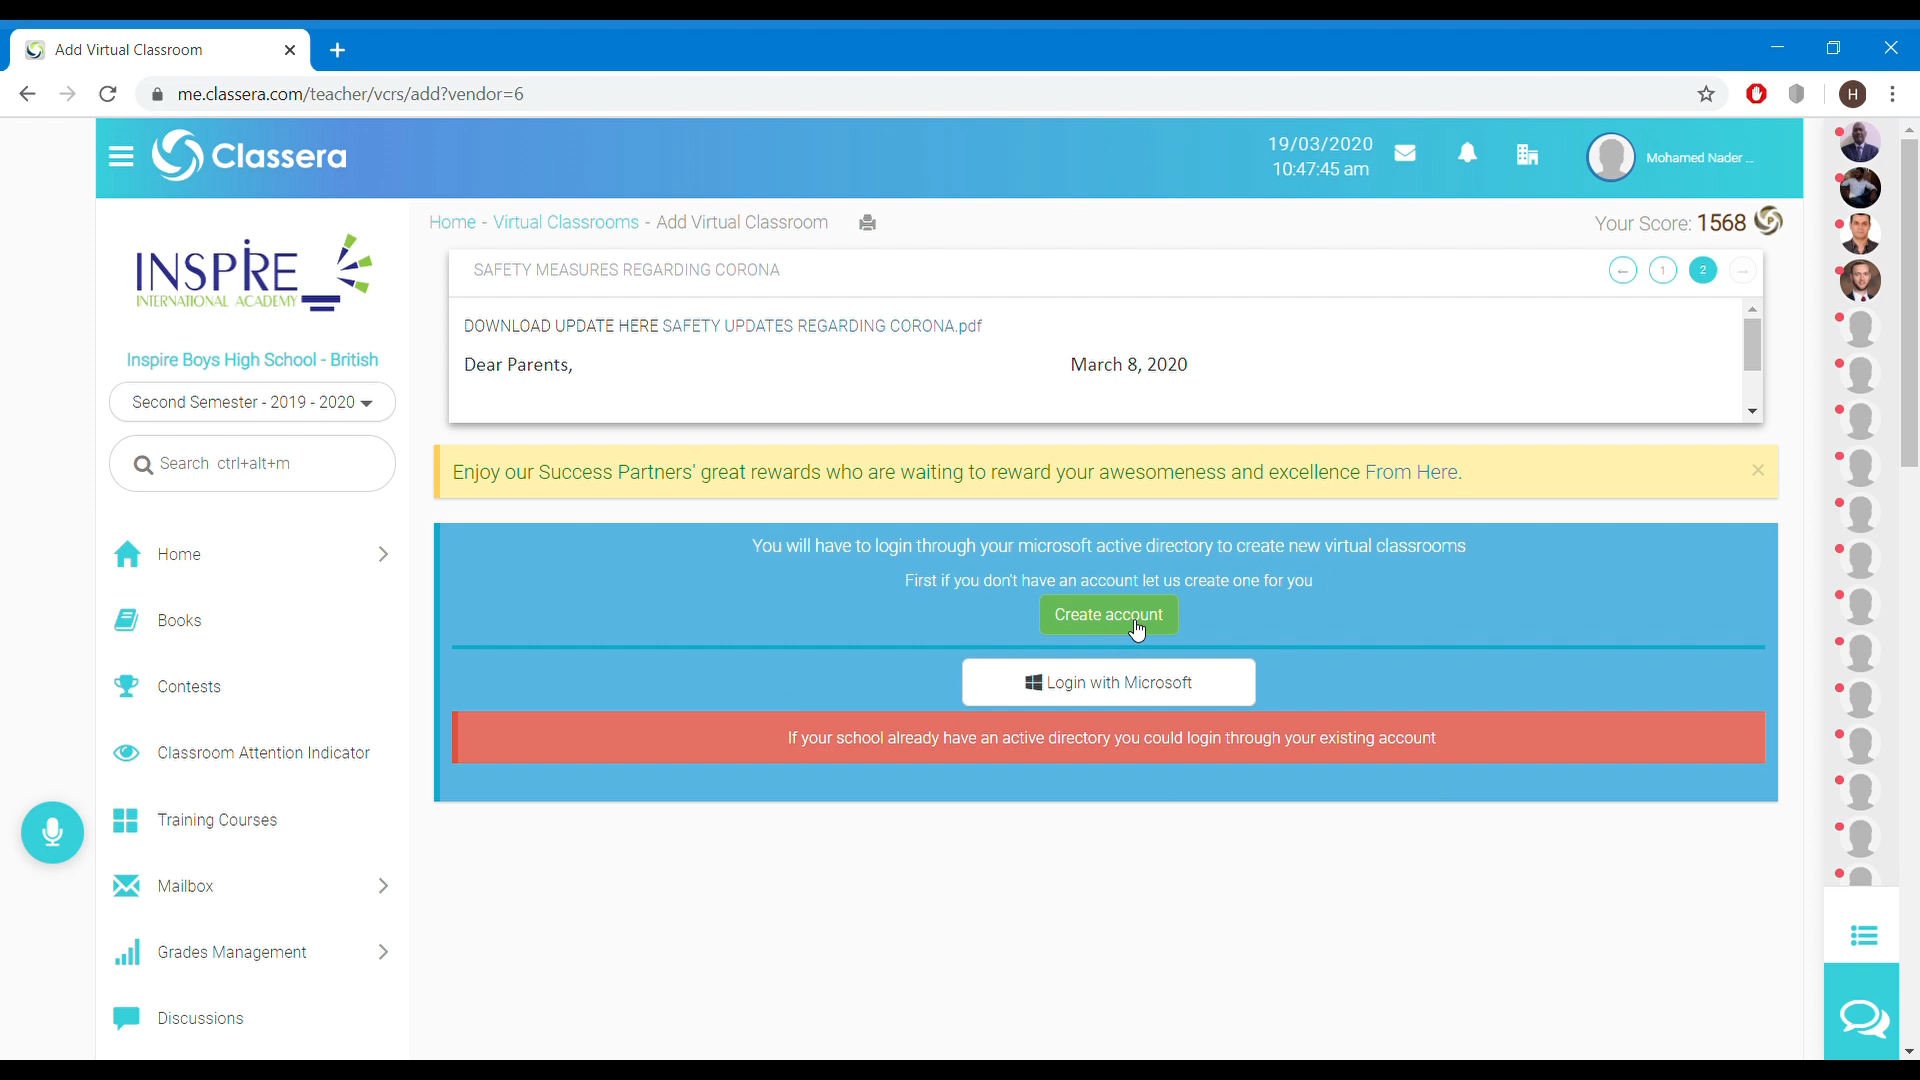 Add Virtual Classroom
me.classera.com/teacher/vcrs/add?vendor=6
H
Classera
19/03/2020
10:47:45 am
Mohamed Nader ...
INSPIRE
INTERNATIONAL ACADEMY
Inspire Boys High School - British
Second Semester - 2019 - 2020
Search ctrl+alt+m
Home
Books
Contests
Classroom Attention Indicator
Training Courses
Mailbox
Grades Management
Discussions
Home - Virtual Classrooms - Add Virtual Classroom
Your Score: 1568
SAFETY MEASURES REGARDING CORONA
← 1 2 →
DOWNLOAD UPDATE HERE SAFETY UPDATES REGARDING CORONA.pdf
Dear Parents, March 8, 2020
Enjoy our Success Partners' great rewards who are waiting to reward your awesomeness and excellence From Here.
You will have to login through your microsoft active directory to create new virtual classrooms
First if you don't have an account let us create one for you
Create account
Login with Microsoft
If your school already have an active directory you could login through your existing account